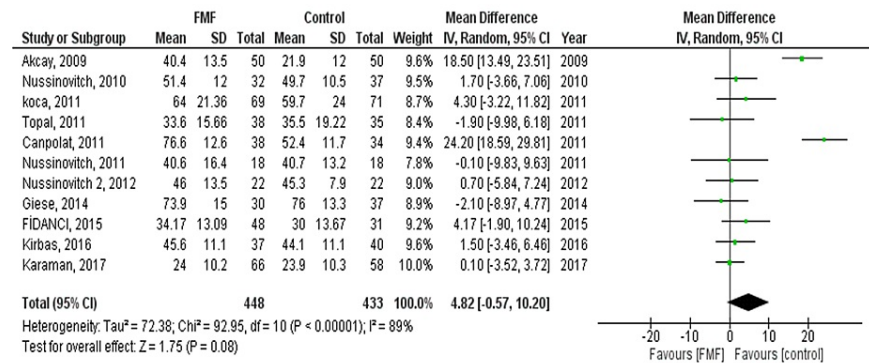 FMF Control Mean Difference Mean Difference
Study or Subgroup Mean SD Total Mean SD Total Weight IV, Random, 95% CI Year IV, Random, 95% CI
Akcay, 2009 40.4 13.5 50 21.9 12 50 9.6% 18.50 [13.49, 23.51] 2009
Nussinovitch, 2010 51.4 12 32 49.7 10.5 37 9.4% 1.70 [-3.66, 7.06] 2010
koca, 2011 64 21.36 69 59.7 24 71 8.6% 4.30 [-3.22, 11.82] 2011
Topal, 2011 33.6 15.66 38 35.5 19.22 35 8.4% -1.90 [-9.98, 6.18] 2011
Canpolat, 2011 76.6 12.6 38 52.4 11.7 34 9.4% 24.20 [18.59, 29.81] 2011
Nussinovitch, 2011 40.6 16.4 18 40.7 13.2 18 7.7% -0.10 [-9.83, 9.63] 2011
Nussinovitch 2, 2012 46 13.5 22 45.3 7.9 22 9.0% 0.70 [-5.84, 7.24] 2012
Giese, 2014 73.9 15 30 76 13.3 37 8.9% -2.10 [-8.97, 4.77] 2014
FİDANCI, 2015 34.17 13.09 48 30 13.67 31 9.2% 4.17 [-1.90, 10.24] 2015
Kirbas, 2016 45.6 11.1 37 44.1 11.1 40 9.6% 1.50 [-3.46, 6.46] 2016
Karaman, 2017 24 10.2 66 23.9 10.3 58 10.0% 0.10 [-3.52, 3.72] 2017
Total (95% CI) 448 433 100.0% 4.82 [-0.57, 10.20]
Heterogeneity: Tau² = 72.38; Chi² = 92.95, df = 10 (P < 0.00001); I² = 89%
Test for overall effect: Z = 1.75 (P = 0.08)
-20 -10 0 10 20
Favours [FMF] Favours [control]